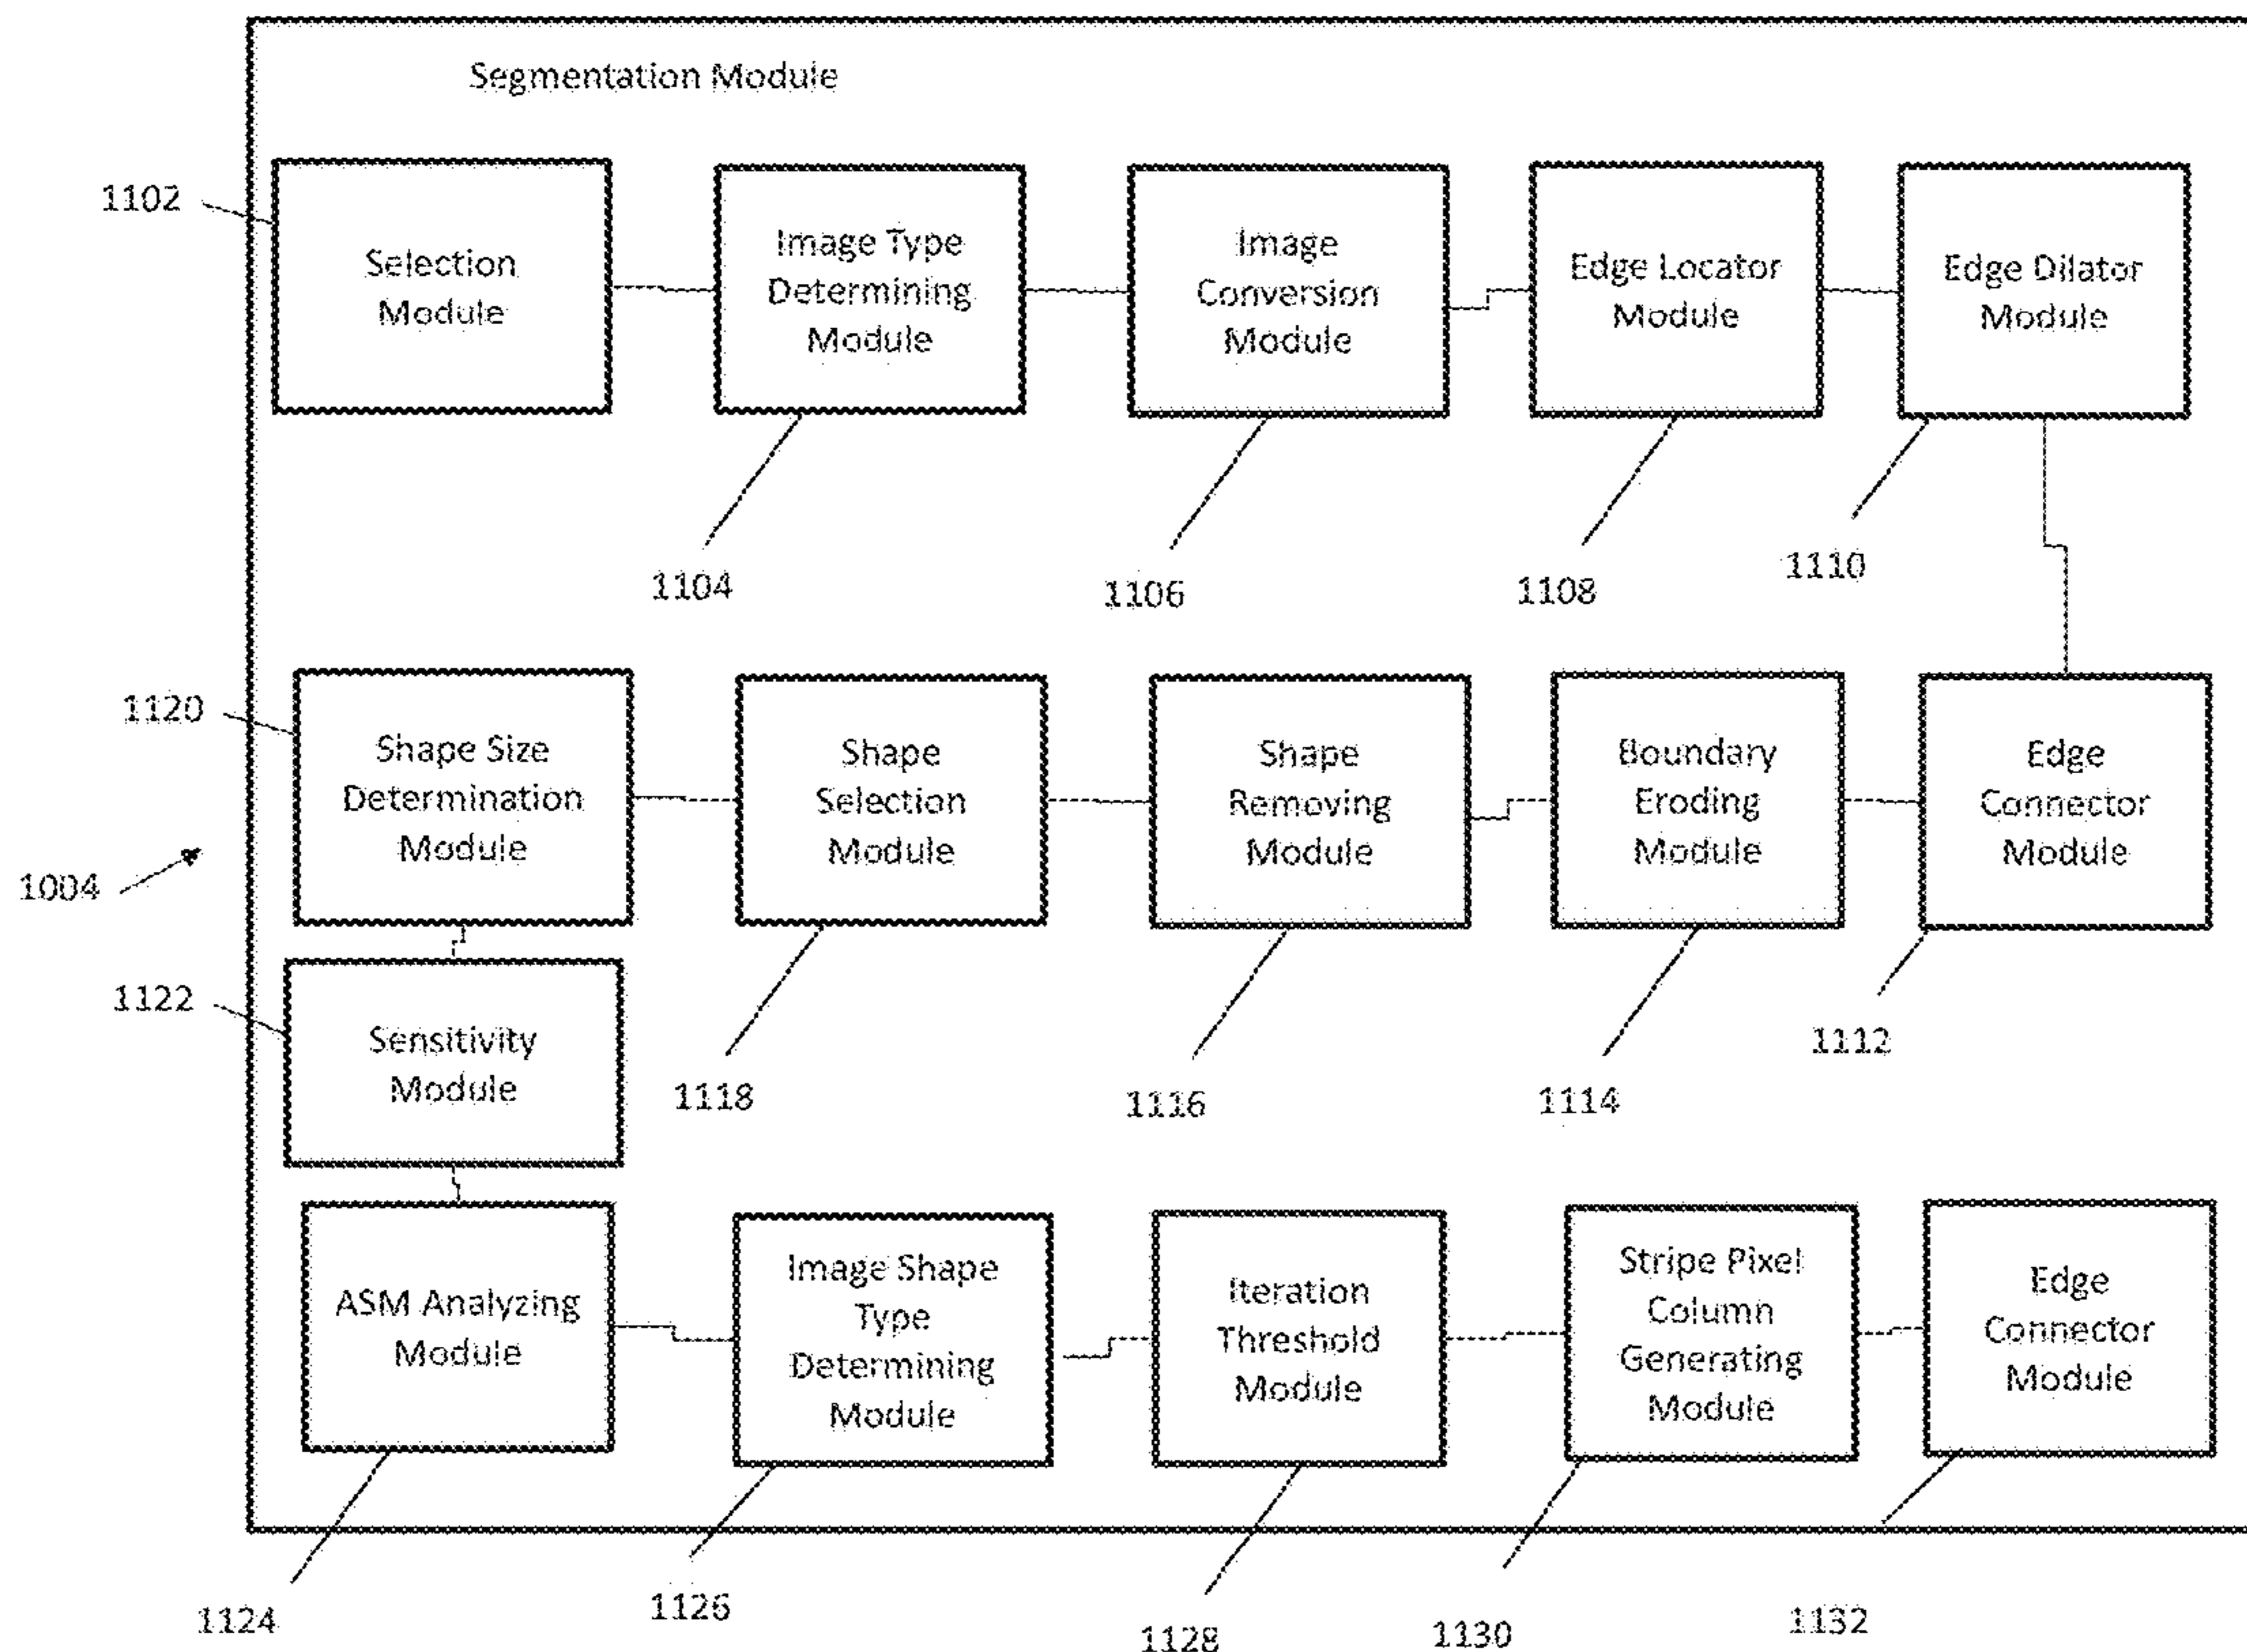 Segmentation Module
1102
Selection
Module
Image Type
Determining
Module
Image
Conversion
Module
Edge Locator
Module
Edge Dilator
Module
1104
1106
1108
1110
1120
Shape Size
Determination
Module
Shape
Selection
Module
Shape
Removing
Module
Boundary
Eroding
Module
Edge
Connector
Module
1004
1122
Sensitivity
Module
1118
1116
1114
1112
ASM Analyzing
Module
Image Shape
Type
Determining
Module
Iteration
Threshold
Module
Stripe Pixel
Column
Generating
Module
Edge
Connector
Module
1124
1126
1128
1130
1132